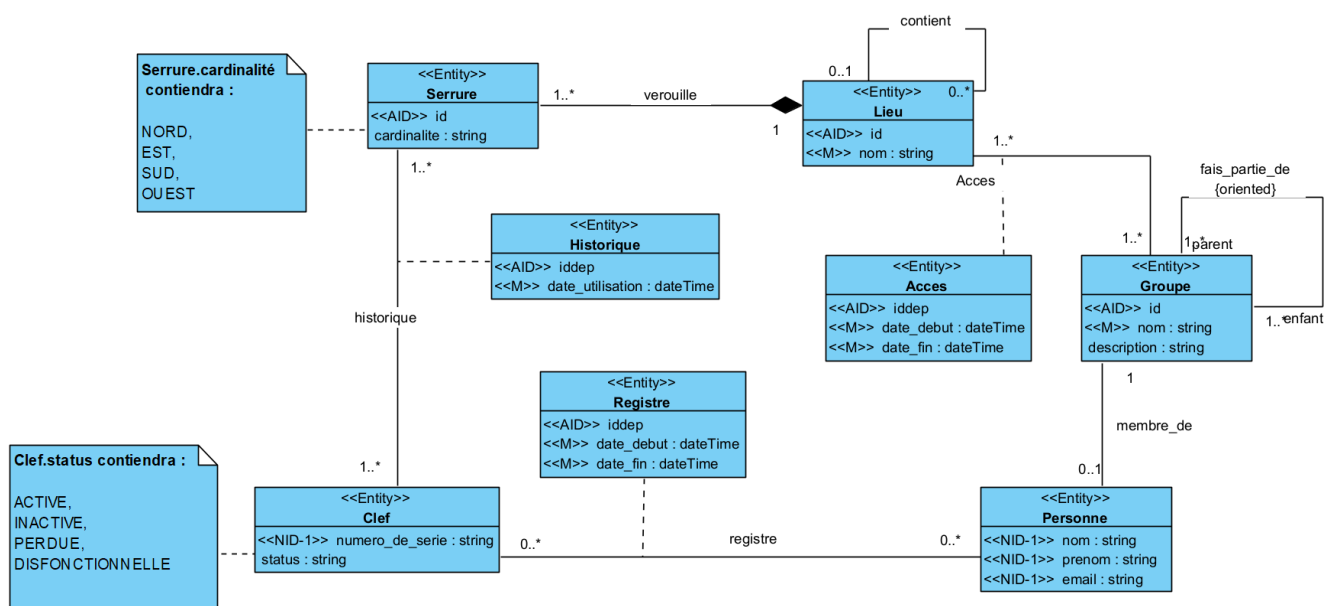 contient
0..1
0..*
Serrure.cardinalité
contiendra :
NORD,
EST,
SUD,
OUEST
<<Entity>>
Serrure
<<AID>> id
cardinalite : string
1..*
verouille
1
1..*
<<Entity>>
Lieu
<<AID>> id
<<M>> nom : string
1..*
Acces
fais_partie_de
{oriented}
1..*
1..*
parent
<<Entity>>
Historique
<<AID>> iddep
<<M>> date_utilisation : dateTime
historique
<<Entity>>
Acces
<<AID>> iddep
<<M>> date_debut : dateTime
<<M>> date_fin : dateTime
<<Entity>>
Groupe
<<AID>> id
<<M>> nom : string
description : string
1..*
enfant
1
membre_de
0..1
<<Entity>>
Registre
<<AID>> iddep
<<M>> date_debut : dateTime
<<M>> date_fin : dateTime
Clef.status contiendra :
ACTIVE,
INACTIVE,
PERDUE,
DISFONCTIONNELLE
1..*
<<Entity>>
Clef
<<NID-1>> numero_de_serie : string
status : string
0..*
registre
0..*
<<Entity>>
Personne
<<NID-1>> nom : string
<<NID-1>> prenom : string
<<NID-1>> email : string